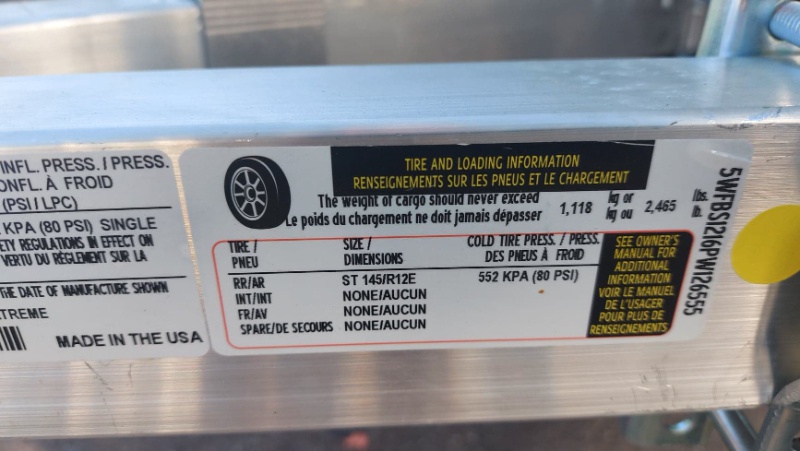 INFL. PRESS. / PRESS.
ONFL. À FROID
(PSI / LPC)
KPA (80 PSI) SINGLE
ETY REGULATIONS IN EFFECT ON
VERTU DU RÉGLEMENT SUR LA
THE DATE OF MANUFACTURE SHOWN
TREME
MADE IN THE USA
TIRE AND LOADING INFORMATION
RENSEIGNEMENTS SUR LES PNEUS ET LE CHARGEMENT
The weight of cargo should never exceed 1,118 kg or 2,465 lbs.
Le poids du chargement ne doit jamais dépasser kg ou lb.
TIRE / SIZE / COLD TIRE PRESS. / PRESS.
PNEU DIMENSIONS DES PNEUS À FROID
RR/AR ST 145/R12E 552 KPA (80 PSI)
INT/INT NONE/AUCUN
FR/AV NONE/AUCUN
SPARE/DE SECOURS NONE/AUCUN
SEE OWNER'S
MANUAL FOR
ADDITIONAL
INFORMATION
VOIR LE MANUEL
DE L'USAGER
POUR PLUS DE
RENSEIGNEMENTS